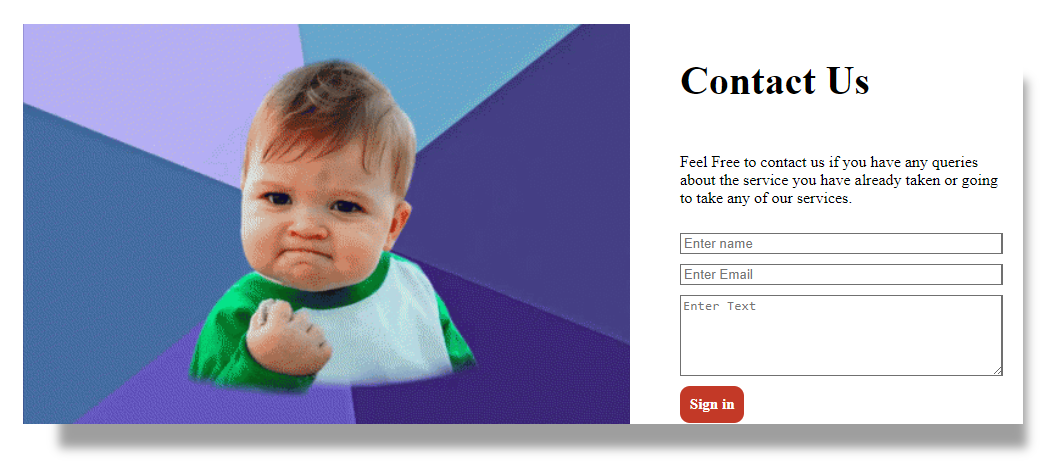 Contact Us
Feel Free to contact us if you have any queries
about the service you have already taken or going
to take any of our services.
Enter name
Enter Email
Enter Text
Sign in